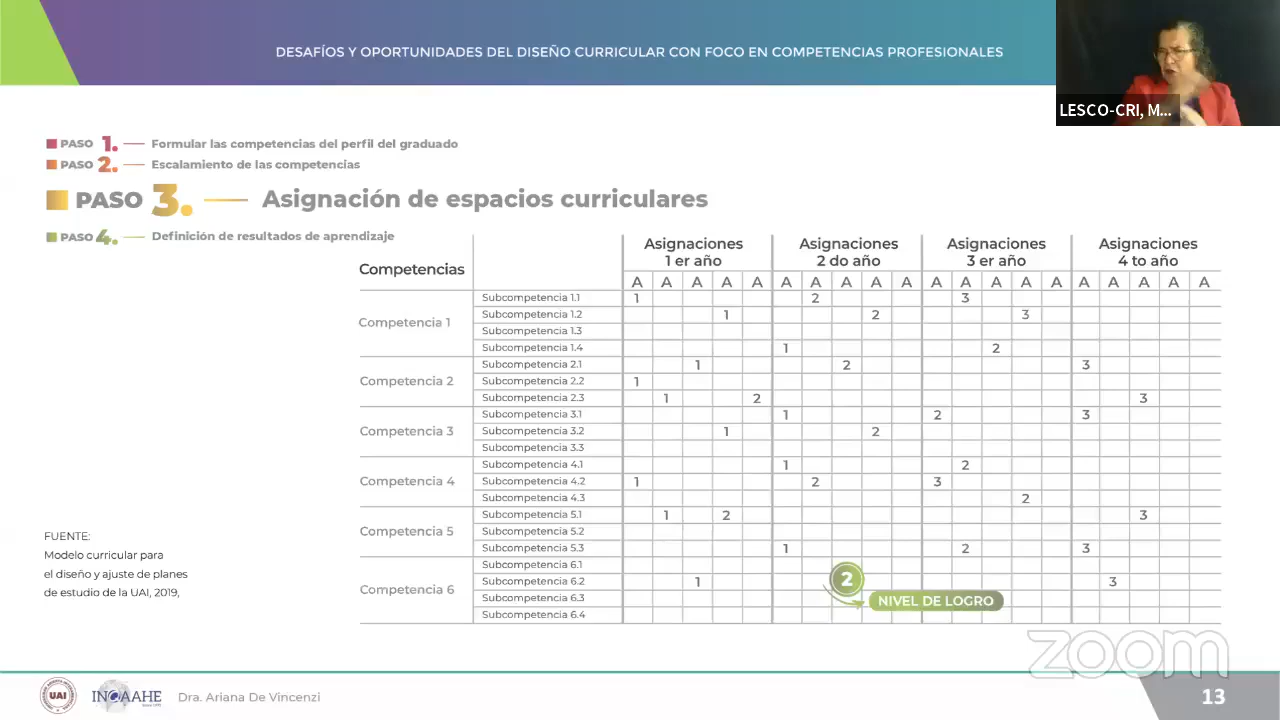 DESAFÍOS Y OPORTUNIDADES DEL DISEÑO CURRICULAR CON FOCO EN COMPETENCIAS PROFESIONALES
LESCO-CRI, M...
PASO 1. Formular las competencias del perfil del graduado
PASO 2. Escalamiento de las competencias
PASO 3. Asignación de espacios curriculares
PASO 4. Definición de resultados de aprendizaje
Competencias
Asignaciones 1 er año
Asignaciones 2 do año
Asignaciones 3 er año
Asignaciones 4 to año
A A A A A A A A A A A A A A A A A A A A
Competencia 1
Subcompetencia 1.1 1 2 3
Subcompetencia 1.2 1 2 3
Subcompetencia 1.3
Subcompetencia 1.4 1 2
Competencia 2
Subcompetencia 2.1 1 2 3
Subcompetencia 2.2 1
Subcompetencia 2.3 1 2 3
Competencia 3
Subcompetencia 3.1 1 2 3
Subcompetencia 3.2 1 2
Subcompetencia 3.3
Competencia 4
Subcompetencia 4.1 1 2
Subcompetencia 4.2 1 2 3
Subcompetencia 4.3 2
Competencia 5
Subcompetencia 5.1 1 2 3
Subcompetencia 5.2
Subcompetencia 5.3 1 2 3
Competencia 6
Subcompetencia 6.1
Subcompetencia 6.2 1 3
Subcompetencia 6.3
Subcompetencia 6.4
2 NIVEL DE LOGRO
FUENTE:
Modelo curricular para
el diseño y ajuste de planes
de estudio de la UAI, 2019,
zoom
UAI
INQAAHE
Dra. Ariana De Vincenzi
13